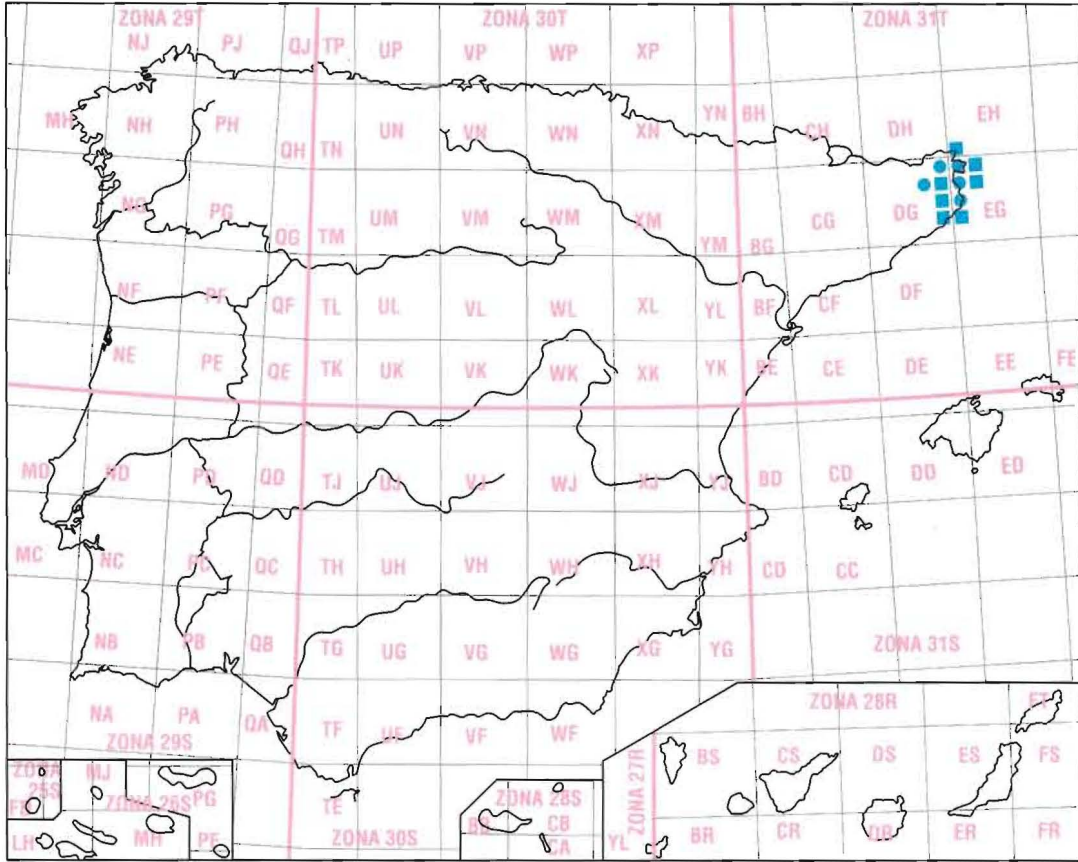 ZONA 29T ZONA 30T ZONA 31T
NJ PJ QJ TP UP VP WP XP
MH NH PH QH TN UN VN WN XN YN BH CH DH EH
NG PG QG TM UM VM WM XM YM BG CG DG EG
NF PF QF TL UL VL WL XL YL BF CF DF
NE PE QE TK UK VK WK XK YK BE CE DE EE FE
MD ND PD QD TJ UJ VJ WJ XJ YJ BD CD DD ED
MC NC PC QC TH UH VH WH XH YH CD CC
NB PB QB TG UG VG WG XG YG ZONA 31S
NA PA QA TF UF VF WF
ZONA 29S
ZONA 28R
ET
BS CS DS ES FS
ZONA 27R
BR CR DR ER FR
YL
ZONA 25S
MJ
ZONA 26S PG
LH MH PF
TE
ZONA 30S
ZONA 28S
BB CB
CA